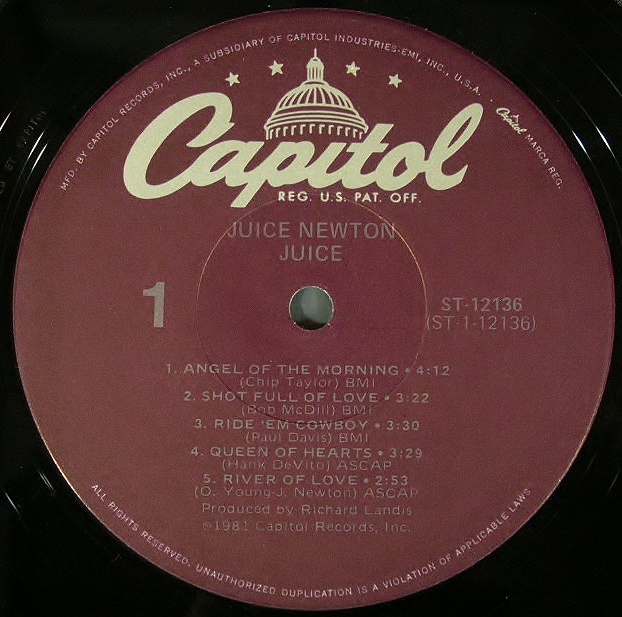 MFD. BY CAPITOL RECORDS, INC., A SUBSIDIARY OF CAPITOL INDUSTRIES-EMI, INC., U.S.A.
Capitol MARCA REG.
Capitol
REG. U.S. PAT. OFF.
JUICE NEWTON
JUICE
1
ST-12136
(ST-1-12136)
1. ANGEL OF THE MORNING • 4:12
(Chip Taylor) BMI
2. SHOT FULL OF LOVE • 3:22
(Bob McDill) BMI
3. RIDE 'EM COWBOY • 3:30
(Paul Davis) BMI
4. QUEEN OF HEARTS • 3:29
(Hank DeVito) ASCAP
5. RIVER OF LOVE • 2:53
(O. Young-J. Newton) ASCAP
Produced by Richard Landis
©1981 Capitol Records, Inc.
ALL RIGHTS RESERVED. UNAUTHORIZED DUPLICATION IS A VIOLATION OF APPLICABLE LAWS